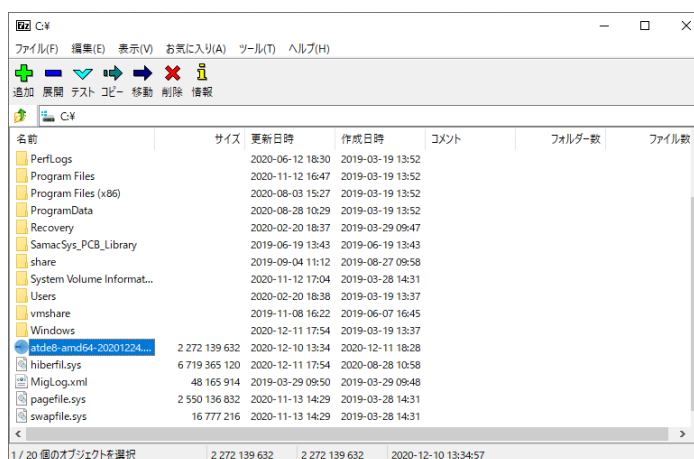 7z C:¥
ファイル(F) 編集(E) 表示(V) お気に入り(A) ツール(T) ヘルプ(H)
追加 展開 テスト コピー 移動 削除 情報
C:¥
名前 サイズ 更新日時 作成日時 コメント フォルダー数 ファイル数
PerfLogs 2020-06-12 18:30 2019-03-19 13:52
Program Files 2020-11-12 16:47 2019-03-19 13:52
Program Files (x86) 2020-08-03 15:27 2019-03-19 13:52
ProgramData 2020-08-28 10:29 2019-03-19 13:52
Recovery 2020-02-20 18:37 2019-03-29 09:47
SamacSys_PCB_Library 2019-06-19 13:43 2019-06-19 13:43
share 2019-09-04 11:12 2019-08-27 09:58
System Volume Informat... 2020-11-12 17:04 2019-03-28 14:31
Users 2020-02-20 18:38 2019-03-19 13:37
vmshare 2019-11-08 16:22 2019-06-07 16:45
Windows 2020-12-11 17:54 2019-03-19 13:37
atde8-amd64-20201224.... 2 272 139 632 2020-12-10 13:34 2020-12-11 18:28
hiberfil.sys 6 719 365 120 2020-12-11 17:54 2020-08-28 10:58
MigLog.xml 48 165 914 2019-03-29 09:50 2019-03-29 09:48
pagefile.sys 2 550 136 832 2020-11-13 14:29 2019-03-28 14:31
swapfile.sys 16 777 216 2020-11-13 14:29 2019-03-28 14:31
1 / 20 個のオブジェクトを選択 2 272 139 632 2 272 139 632 2020-12-10 13:34:57